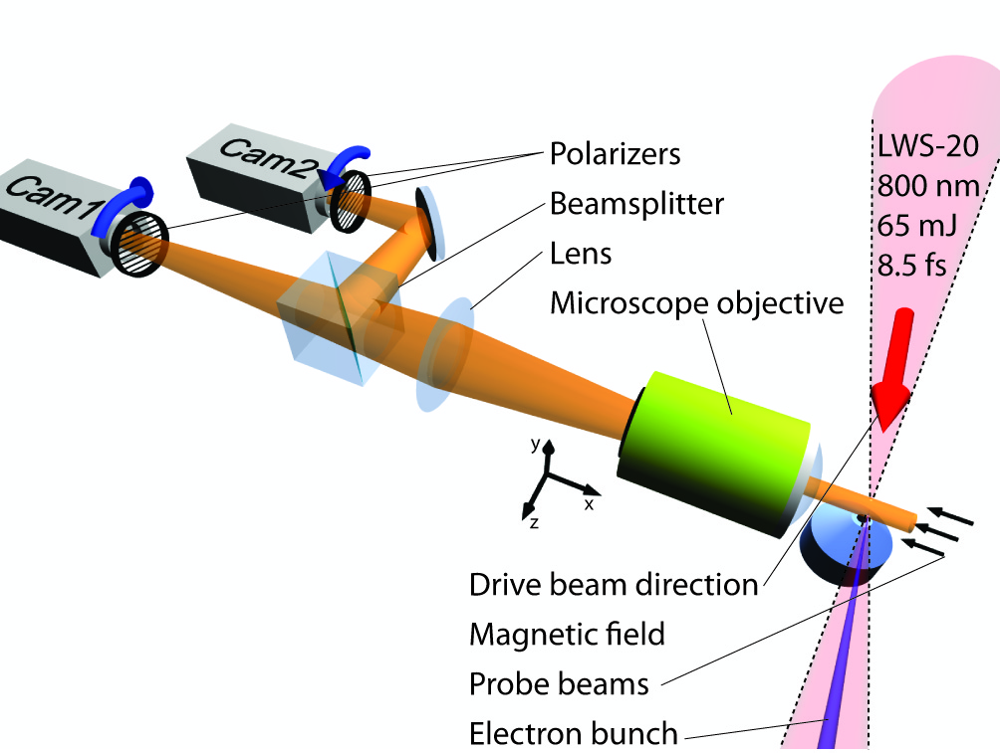 Cam1
Cam2
Polarizers
Beamsplitter
Lens
Microscope objective
LWS-20
800 nm
65 mJ
8.5 fs
y
x
z
Drive beam direction
Magnetic field
Probe beams
Electron bunch